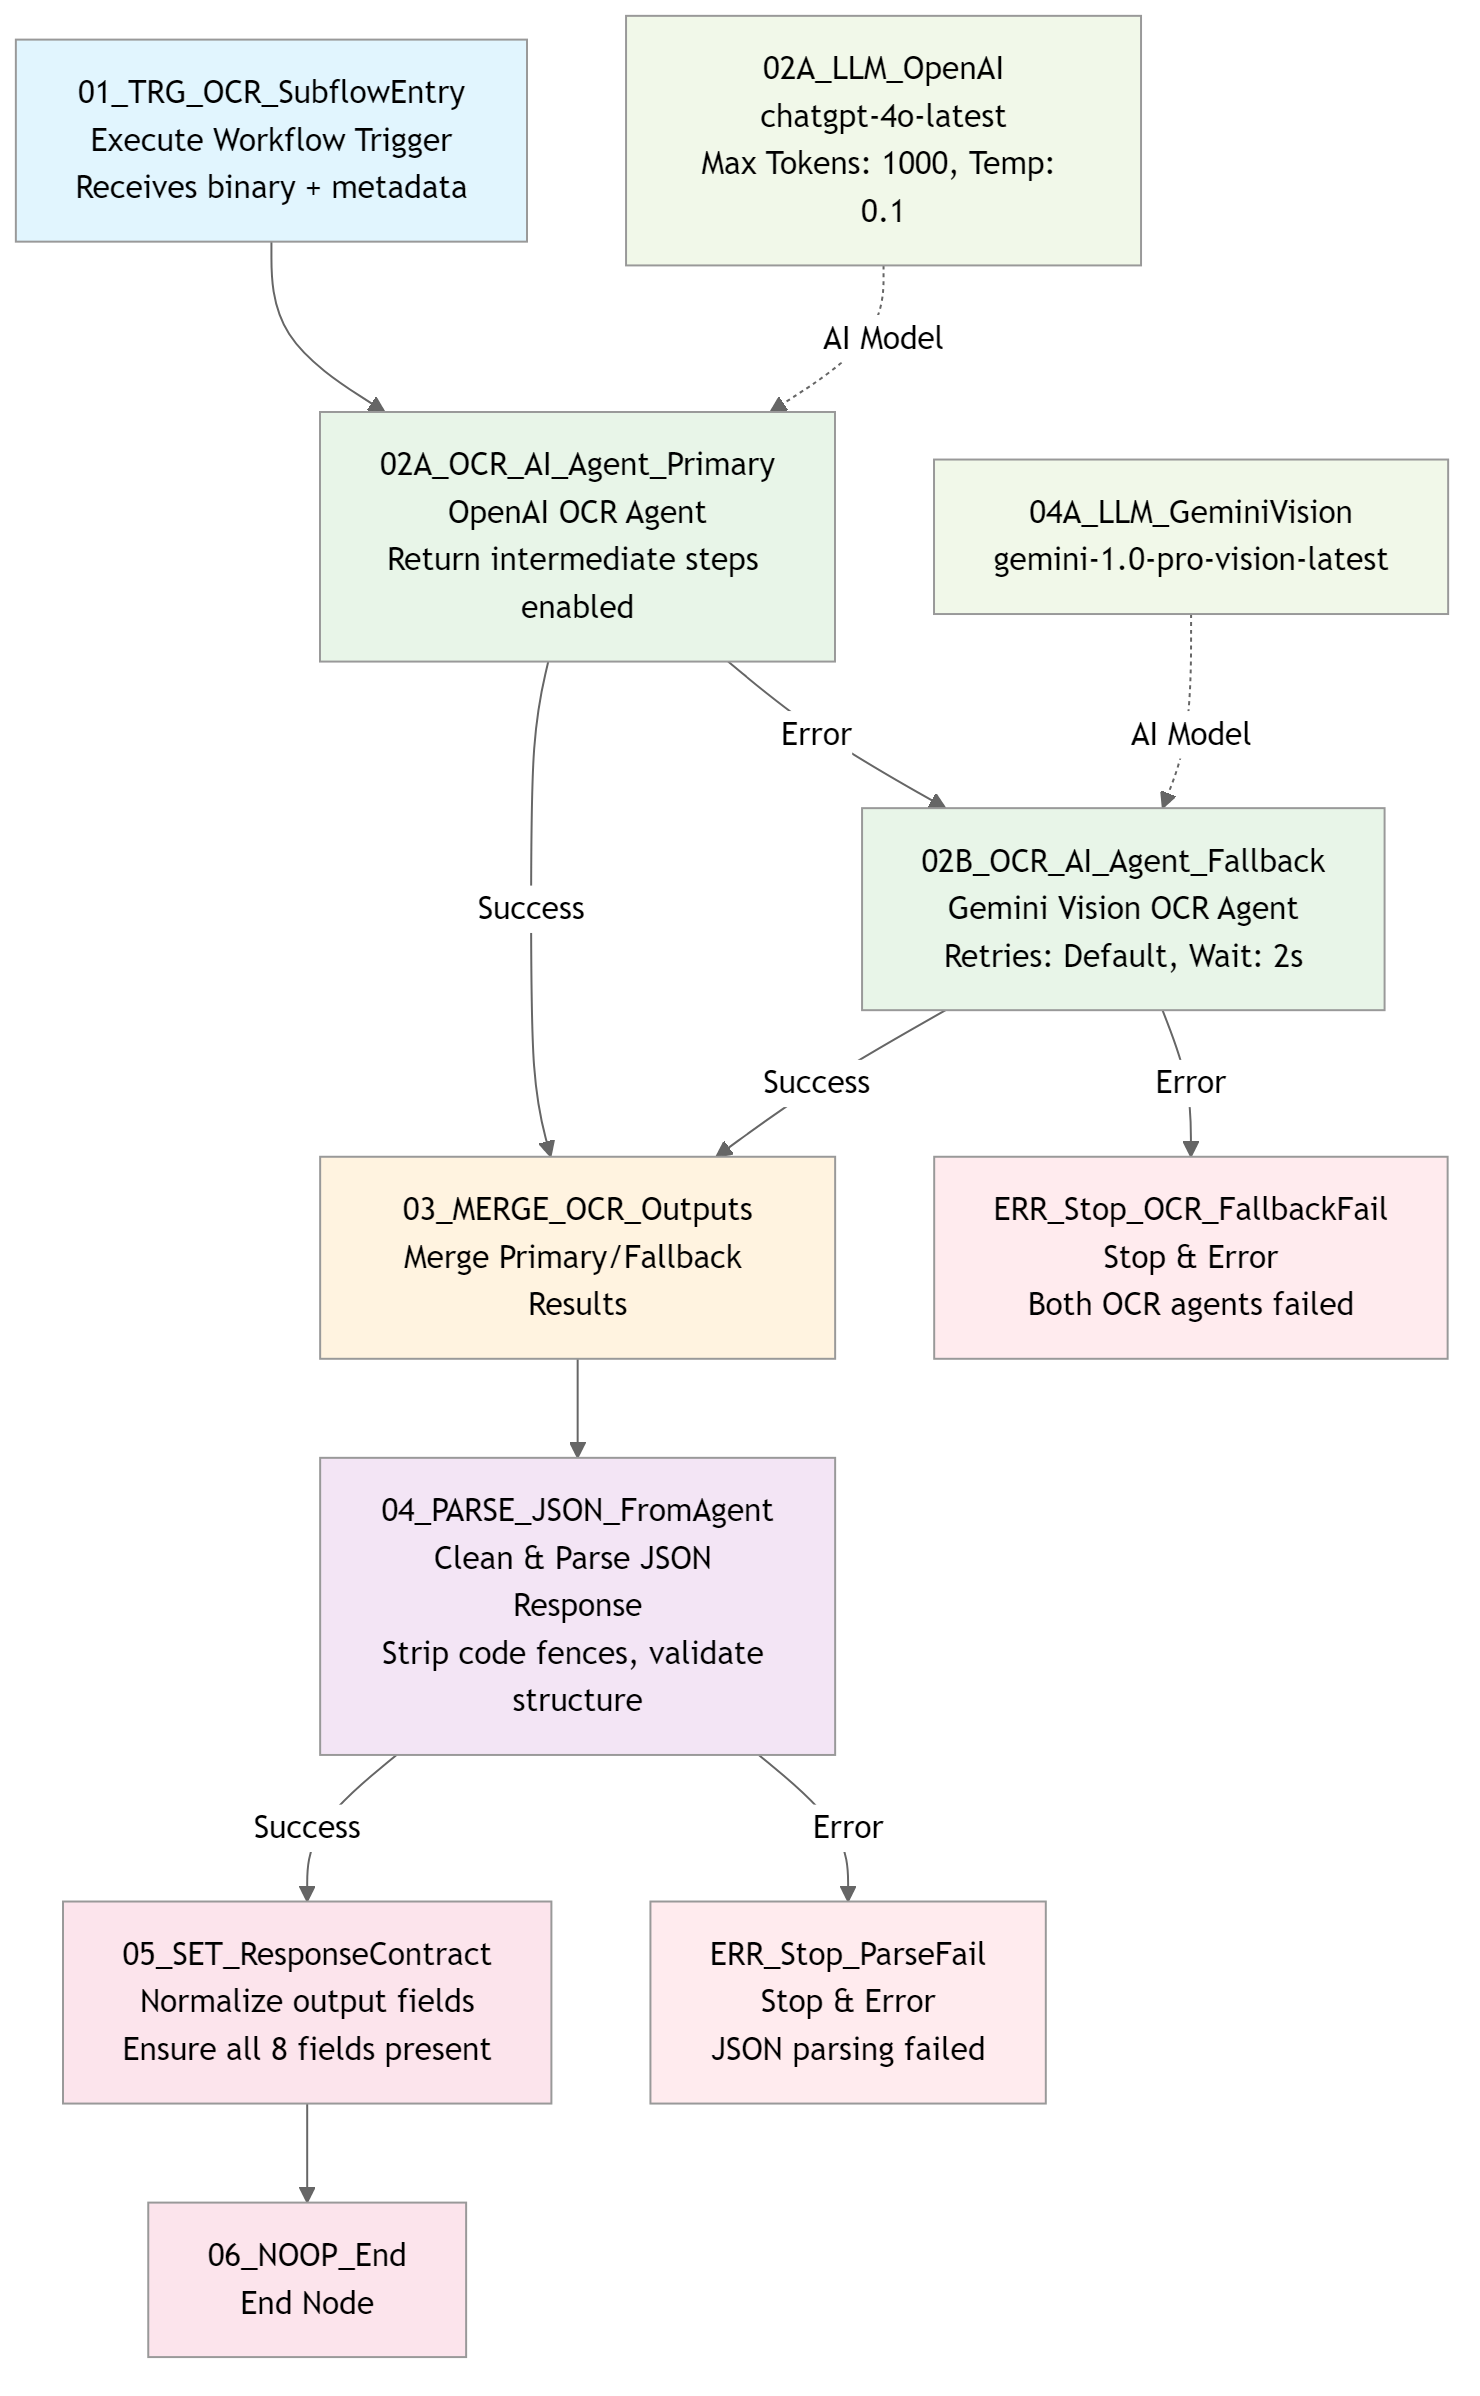 01_TRG_OCR_SubflowEntry
Execute Workflow Trigger
Receives binary + metadata
02A_LLM_OpenAI
chatgpt-4o-latest
Max Tokens: 1000, Temp:
0.1
AI Model
02A_OCR_AI_Agent_Primary
OpenAI OCR Agent
Return intermediate steps
enabled
04A_LLM_GeminiVision
gemini-1.0-pro-vision-latest
Error
AI Model
Success
02B_OCR_AI_Agent_Fallback
Gemini Vision OCR Agent
Retries: Default, Wait: 2s
Success
Error
03_MERGE_OCR_Outputs
Merge Primary/Fallback
Results
ERR_Stop_OCR_FallbackFail
Stop & Error
Both OCR agents failed
04_PARSE_JSON_FromAgent
Clean & Parse JSON
Response
Strip code fences, validate
structure
Success
Error
05_SET_ResponseContract
Normalize output fields
Ensure all 8 fields present
ERR_Stop_ParseFail
Stop & Error
JSON parsing failed
06_NOOP_End
End Node